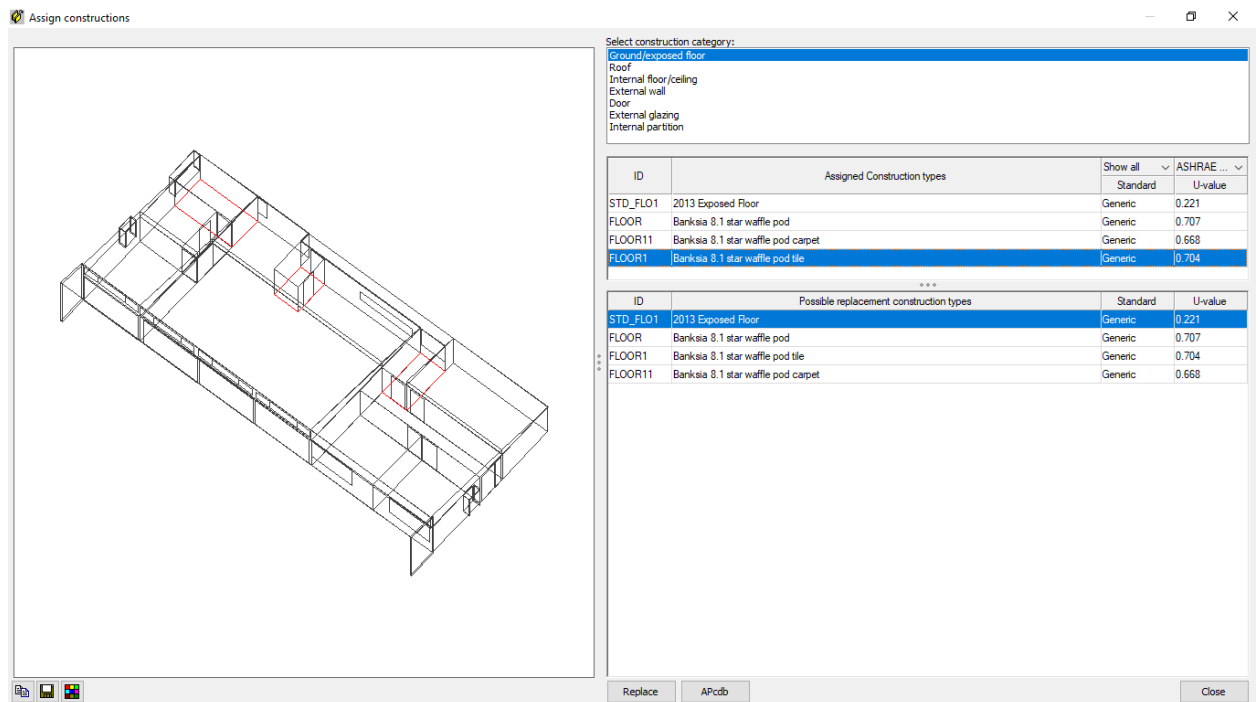 Assign constructions
Select construction category:
Ground/exposed floor
Roof
Internal floor/ceiling
External wall
Door
External glazing
Internal partition
ID Assigned Construction types Show all ASHRAE ...
Standard U-value
STD_FLO1 2013 Exposed Floor Generic 0.221
FLOOR Banksia 8.1 star waffle pod Generic 0.707
FLOOR11 Banksia 8.1 star waffle pod carpet Generic 0.668
FLOOR1 Banksia 8.1 star waffle pod tile Generic 0.704
ID Possible replacement construction types Standard U-value
STD_FLO1 2013 Exposed Floor Generic 0.221
FLOOR Banksia 8.1 star waffle pod Generic 0.707
FLOOR1 Banksia 8.1 star waffle pod tile Generic 0.704
FLOOR11 Banksia 8.1 star waffle pod carpet Generic 0.668
Replace APcdb Close